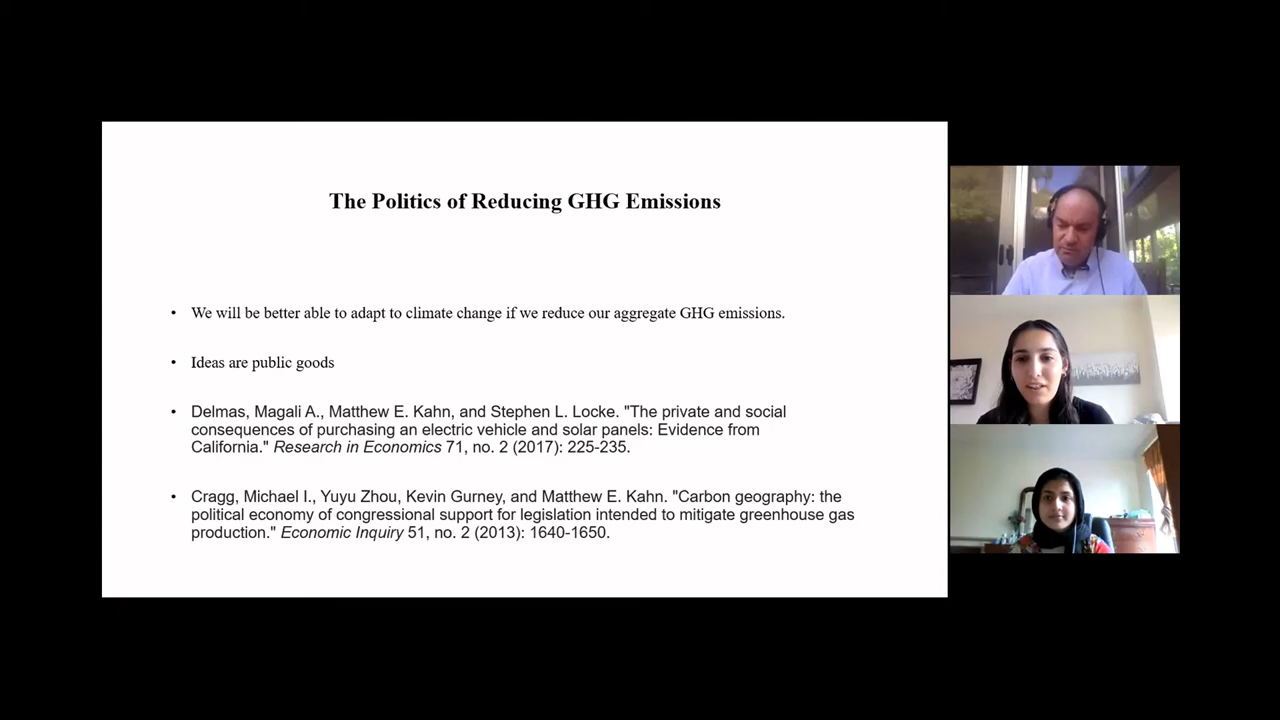 The Politics of Reducing GHG Emissions
• We will be better able to adapt to climate change if we reduce our aggregate GHG emissions.
• Ideas are public goods
• Delmas, Magali A., Matthew E. Kahn, and Stephen L. Locke. "The private and social
consequences of purchasing an electric vehicle and solar panels: Evidence from
California." Research in Economics 71, no. 2 (2017): 225-235.
• Cragg, Michael I., Yuyu Zhou, Kevin Gurney, and Matthew E. Kahn. "Carbon geography: the
political economy of congressional support for legislation intended to mitigate greenhouse gas
production." Economic Inquiry 51, no. 2 (2013): 1640-1650.